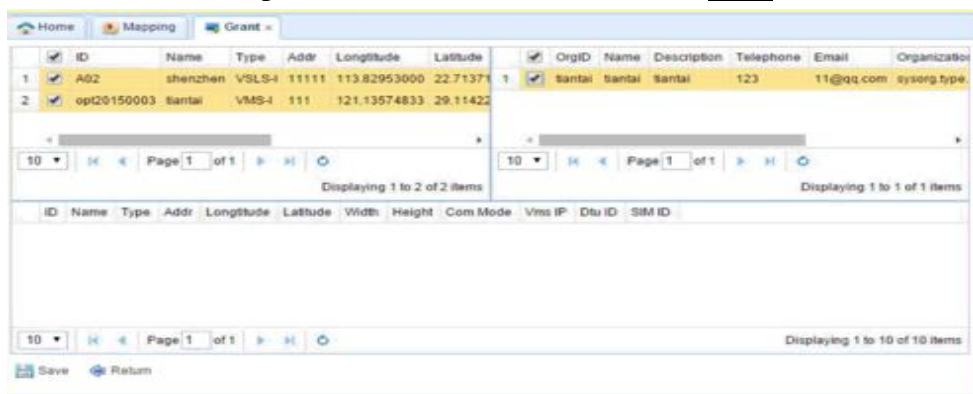 Home Mapping Grant ×
ID Name Type Addr Longtitude Latitude
1 A02 shenzhen VSLS-I 11111 113.82953000 22.71371
2 opt20150003 tiantai VMS-I 111 121.13574833 29.11422
10 Page 1 of 1
Displaying 1 to 2 of 2 items
OrgID Name Description Telephone Email Organization
1 tiantai tiantai tiantai 123 11@qq.com sysorg.type.
10 Page 1 of 1
Displaying 1 to 1 of 1 items
ID Name Type Addr Longtitude Latitude Width Height Com Mode Vms IP Dtu ID SIM ID
10 Page 1 of 1
Displaying 1 to 10 of 10 items
Save Return